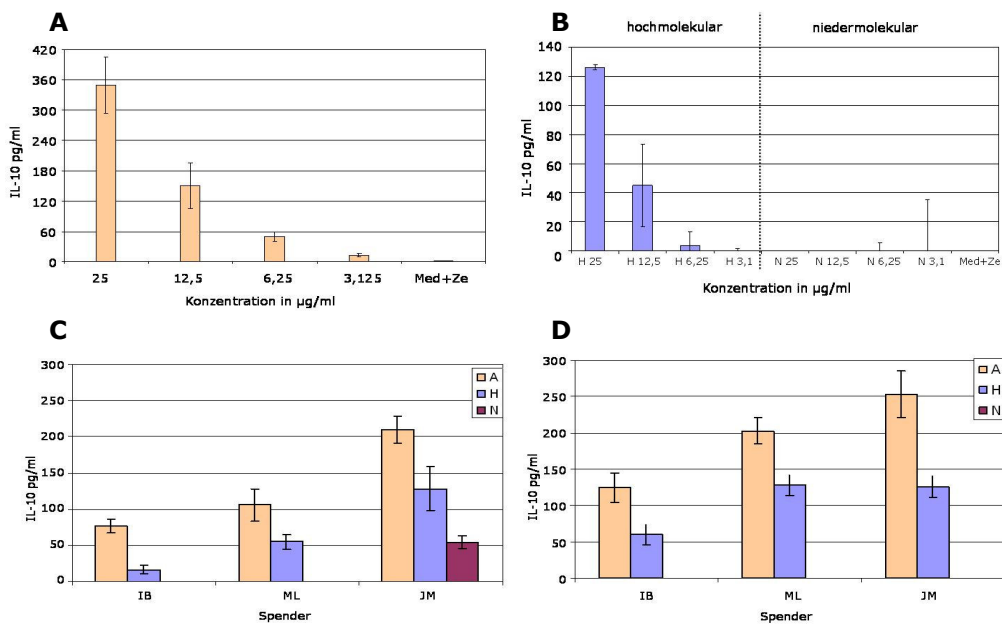 A
420
360
300
240
180
120
60
0
IL-10 pg/ml
25 12,5 6,25 3,125 Med+Ze
Konzentration in µg/ml
B
hochmolekular niedermolekular
140
120
100
80
60
40
20
0
IL-10 pg/ml
H 25 H 12,5 H 6,25 H 3,1 N 25 N 12,5 N 6,25 N 3,1 Med+Ze
Konzentration in µg/ml
C
300
250
200
150
100
50
0
IL-10 pg/ml
A
H
N
IB ML JM
Spender
D
300
250
200
150
100
50
0
IL-10 pg/ml
A
H
N
IB ML JM
Spender